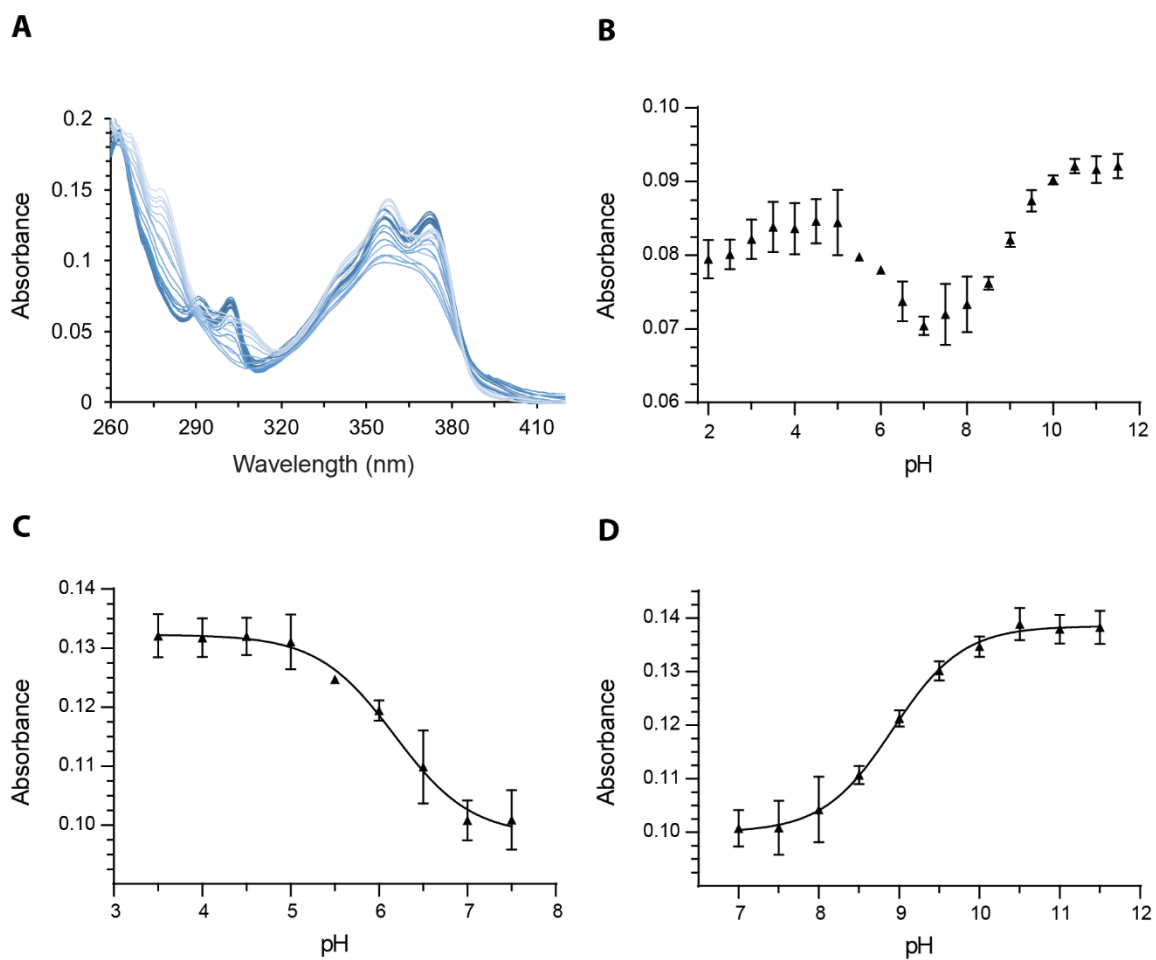 A
B
Absorbance
0.2
0.15
0.1
0.05
0
260 290 320 350 380 410
Wavelength (nm)
Absorbance
0.10
0.09
0.08
0.07
0.06
2 4 6 8 10 12
pH
C
D
Absorbance
0.14
0.13
0.12
0.11
0.10
3 4 5 6 7 8
pH
Absorbance
0.14
0.13
0.12
0.11
0.10
7 8 9 10 11 12
pH